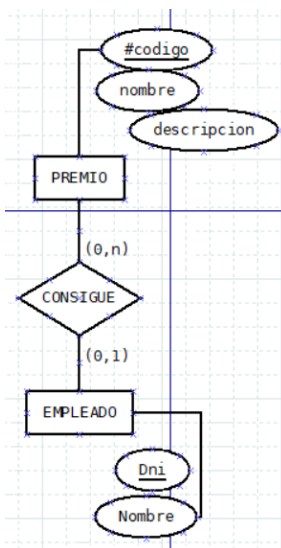 #codigo
nombre
descripcion
PREMIO
(0,n)
CONSIGUE
(0,1)
EMPLEADO
Dni
Nombre